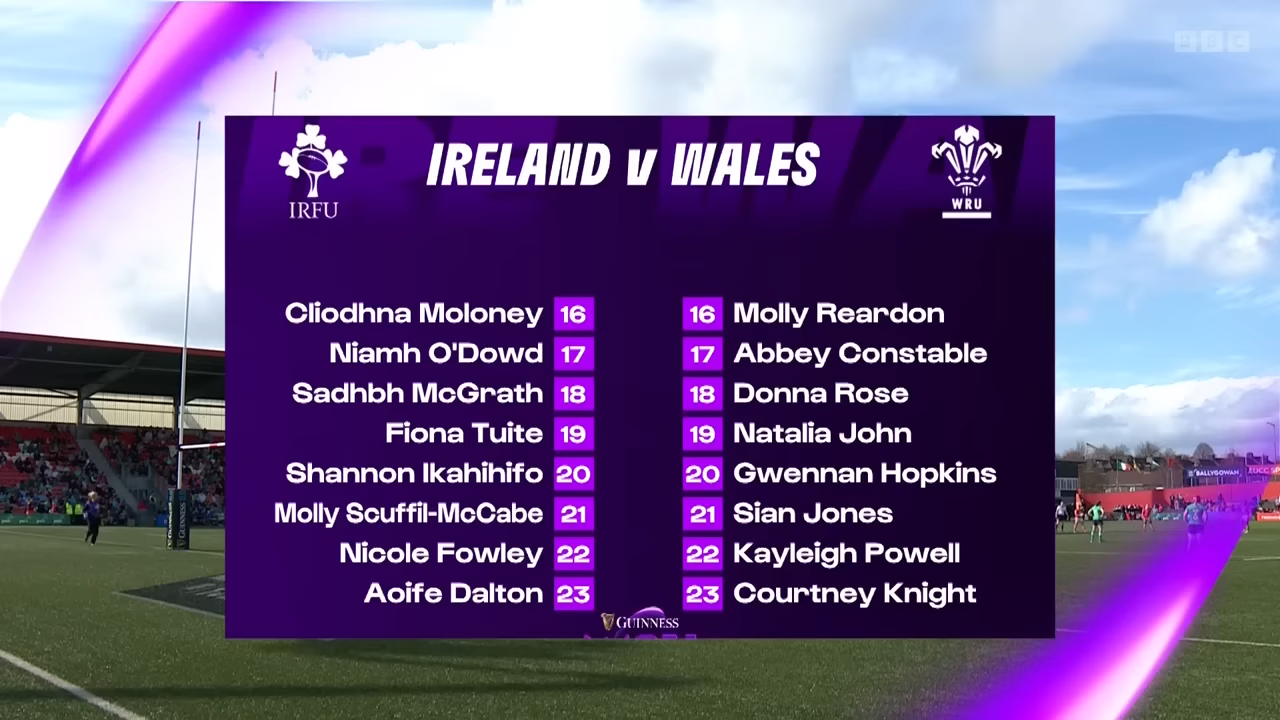 BBC
IRELAND v WALES
IRFU
WRU
Cliodhna Moloney 16
16 Molly Reardon
Niamh O'Dowd 17
17 Abbey Constable
Sadhbh McGrath 18
18 Donna Rose
Fiona Tuite 19
19 Natalia John
Shannon Ikahihifo 20
20 Gwennan Hopkins
Molly Scuffil-McCabe 21
21 Sian Jones
Nicole Fowley 22
22 Kayleigh Powell
Aoife Dalton 23
23 Courtney Knight
GUINNESS
BALLYGOWAN
GUINNESS